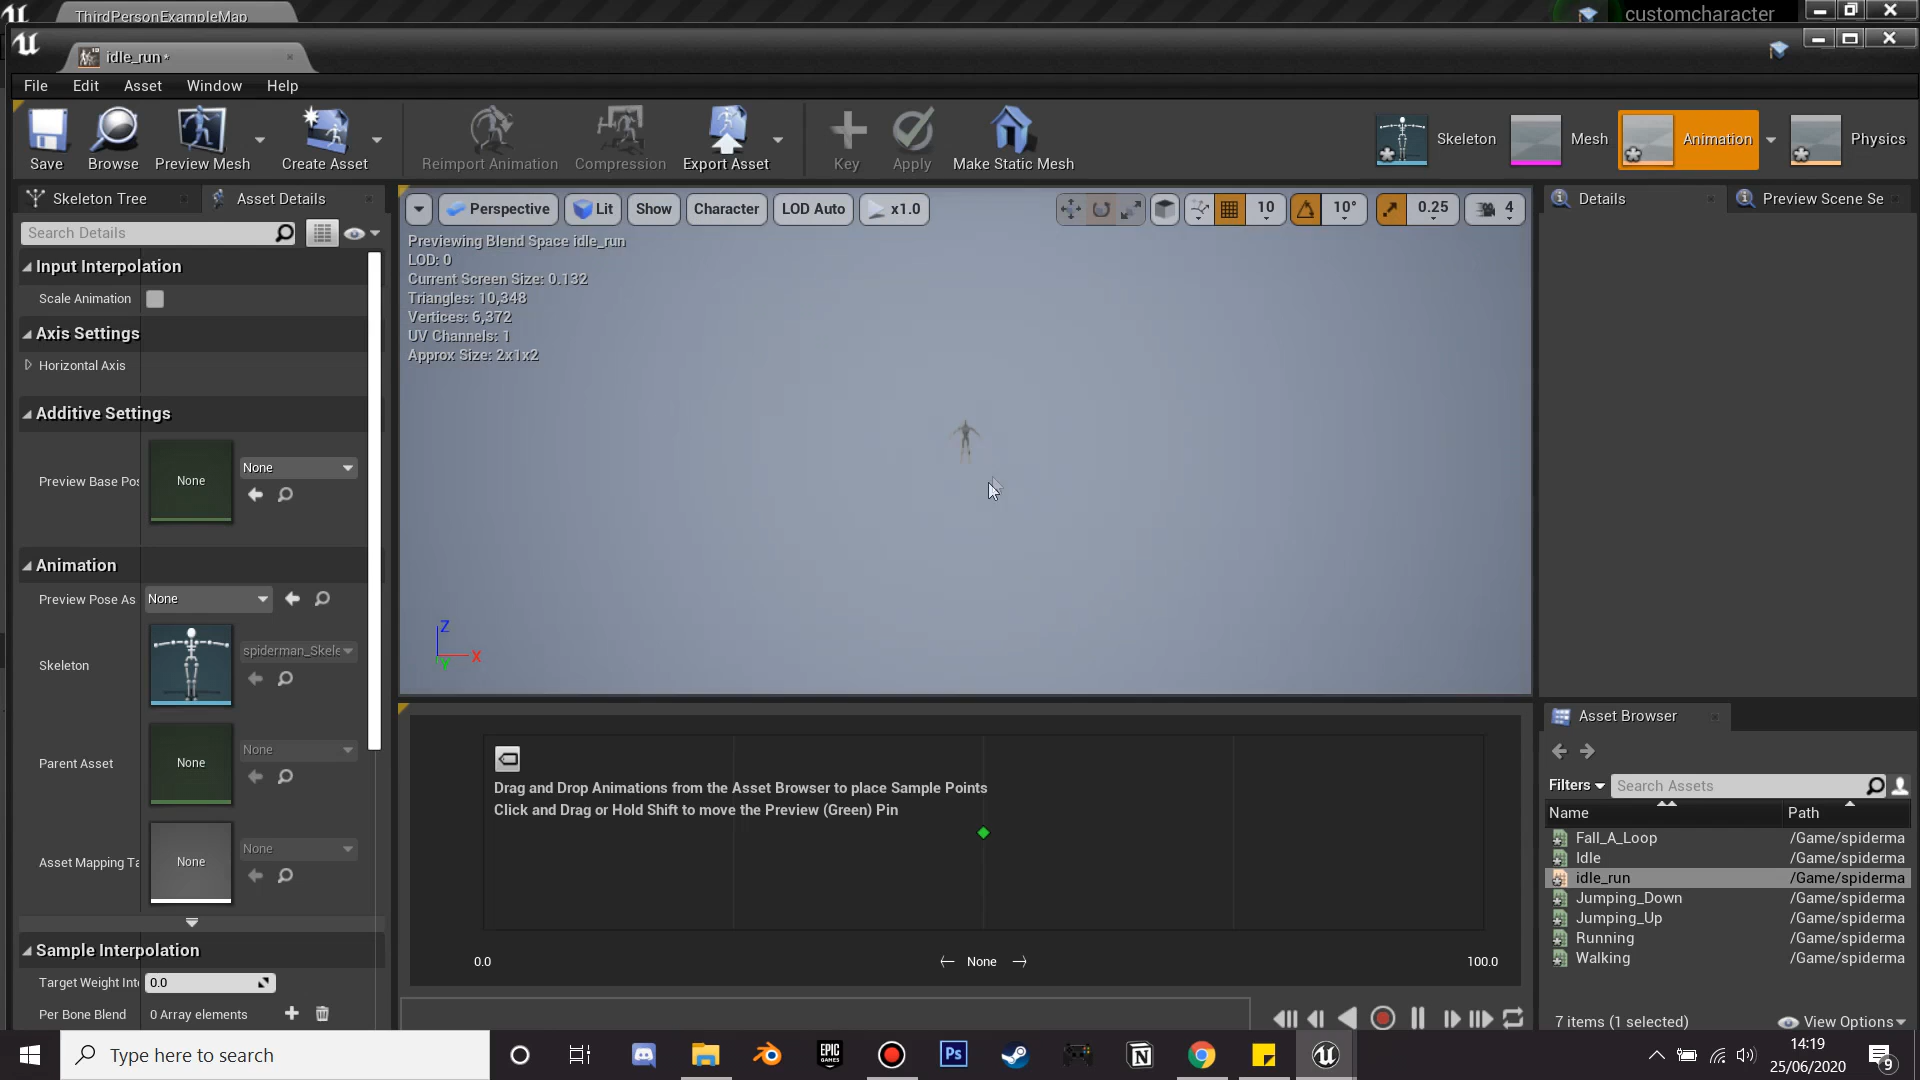 ThirdPersonExampleMap
customcharacter
idle_run*
File Edit Asset Window Help
Save Browse Preview Mesh Create Asset Reimport Animation Compression Export Asset Key Apply Make Static Mesh
Skeleton Mesh Animation Physics
Skeleton Tree Asset Details
Search Details
Input Interpolation
Scale Animation
Axis Settings
Horizontal Axis
Additive Settings
Preview Base Pos
None
None
Animation
Preview Pose As
None
Skeleton
spiderman_Skele
Parent Asset
None
None
Asset Mapping Ta
None
None
Sample Interpolation
Target Weight Int
0.0
Per Bone Blend
0 Array elements
Perspective Lit Show Character LOD Auto x1.0
10 10° 0.25 4
Previewing Blend Space idle_run
LOD: 0
Current Screen Size: 0.132
Triangles: 10,348
Vertices: 6,372
UV Channels: 1
Approx Size: 2x1x2
Z
X
Y
Drag and Drop Animations from the Asset Browser to place Sample Points
Click and Drag or Hold Shift to move the Preview (Green) Pin
0.0 None 100.0
Details Preview Scene Se
Asset Browser
Filters Search Assets
Name Path
Fall_A_Loop /Game/spiderma
Idle /Game/spiderma
idle_run /Game/spiderma
Jumping_Down /Game/spiderma
Jumping_Up /Game/spiderma
Running /Game/spiderma
Walking /Game/spiderma
7 items (1 selected) View Options
Type here to search
EPIC
GAMES
Ps
14:19
25/06/2020
9